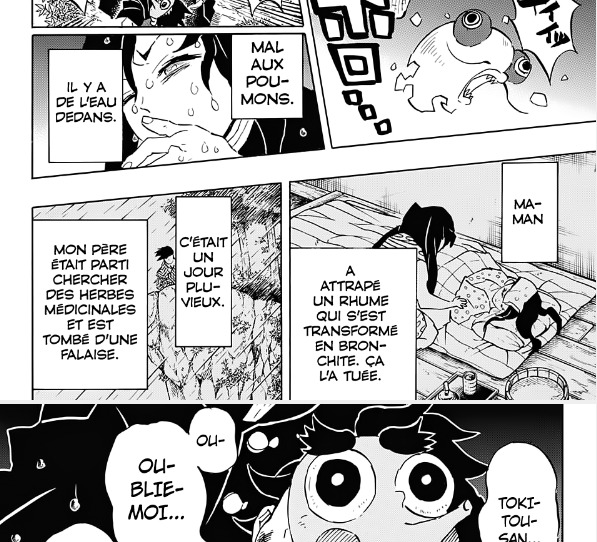 MAL
AUX
POU-
MONS.
IL Y A
DE L'EAU
DEDANS.
MA-
MAN
A
ATTRAPÉ
UN RHUME
QUI S'EST
TRANSFORMÉ
EN BRON-
CHITE. ÇA
L'A TUÉE.
C'ÉTAIT
UN
JOUR
PLU-
VIEUX.
MON PÈRE
ÉTAIT PARTI
CHERCHER
DES HERBES
MÉDICINALES
ET EST
TOMBÉ D'UNE
FALAISE.
TOKI-
TOU-
SAN...
OU-
OU-
BLIE-
MOI...